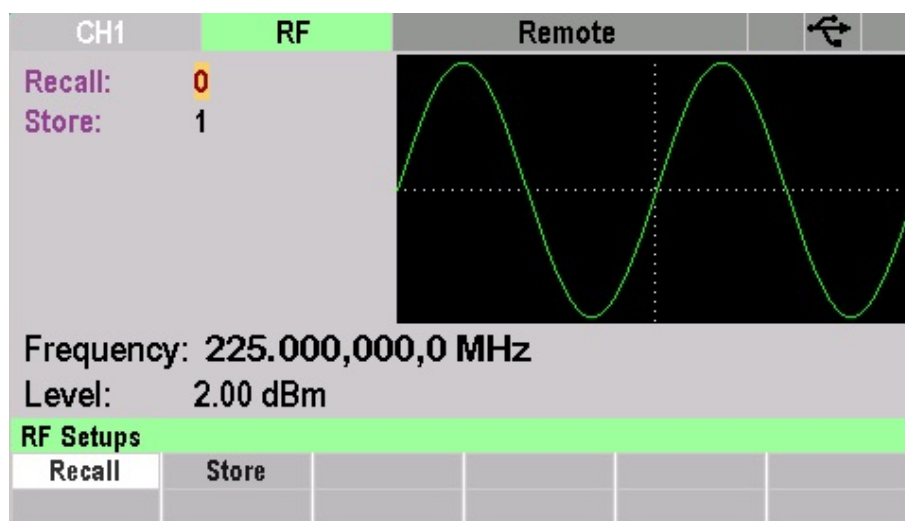 CH1 RF Remote
Recall: 0
Store: 1
Frequency: 225.000,000,0 MHz
Level: 2.00 dBm
RF Setups
Recall Store